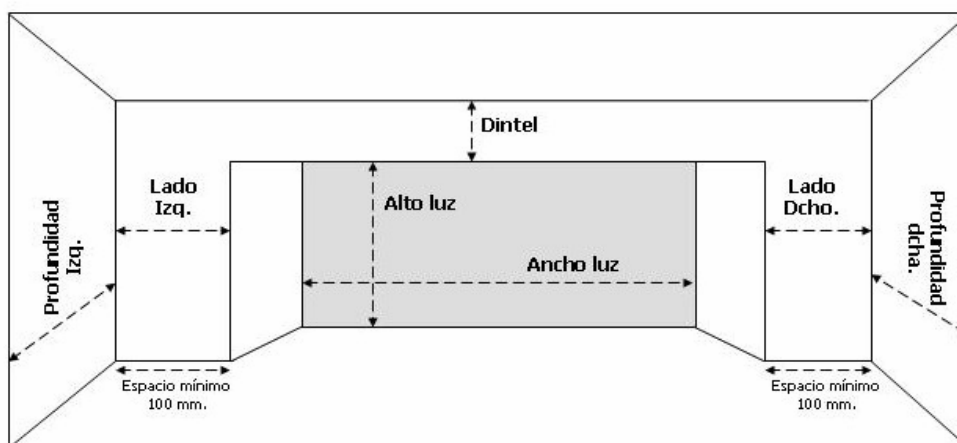 Dintel
Lado
Izq.
Alto luz
Lado
Dcho.
Profundidad
Izq.
Profundidad
dcha.
Ancho luz
Espacio mínimo
100 mm.
Espacio mínimo
100 mm.